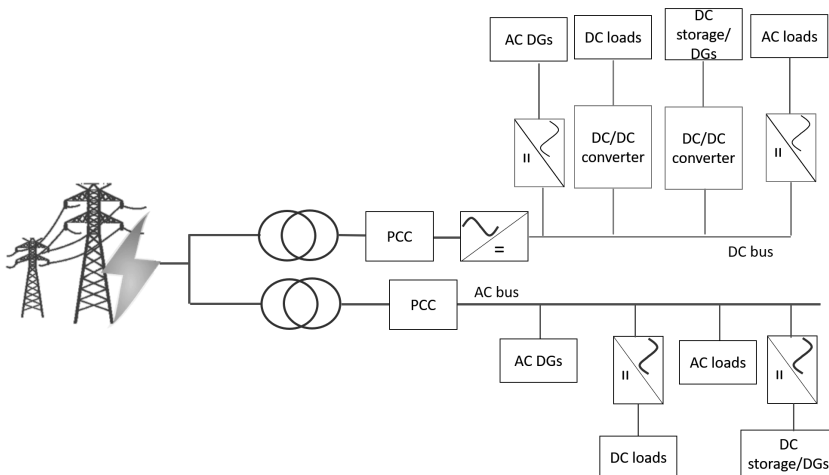 AC DGs
DC loads
DC
storage/
DGs
AC loads
DC/DC
converter
DC/DC
converter
PCC
=
DC bus
PCC
AC bus
AC DGs
AC loads
DC loads
DC
storage/DGs